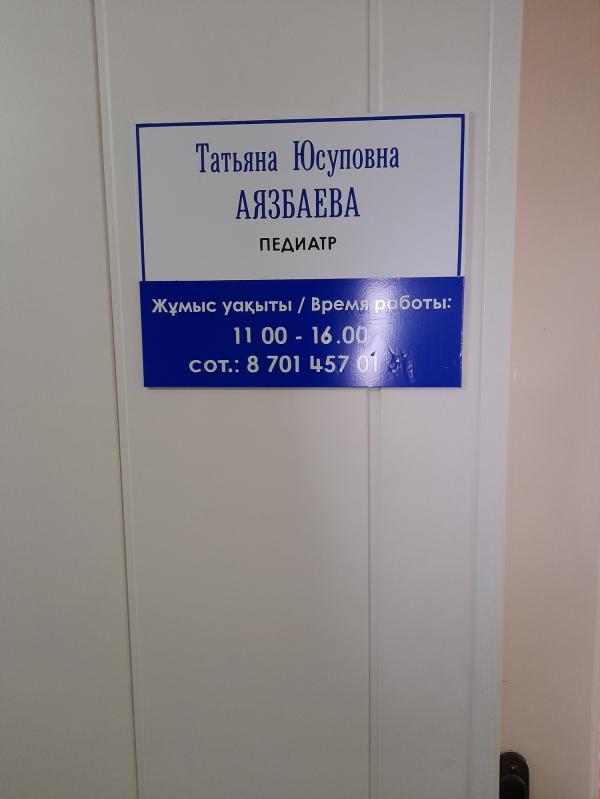 Татьяна Юсуповна
АЯЗБАЕВА
ПЕДИАТР
Жұмыс уақыты / Время работы:
11 00 - 16.00
сот.: 8 701 457 01